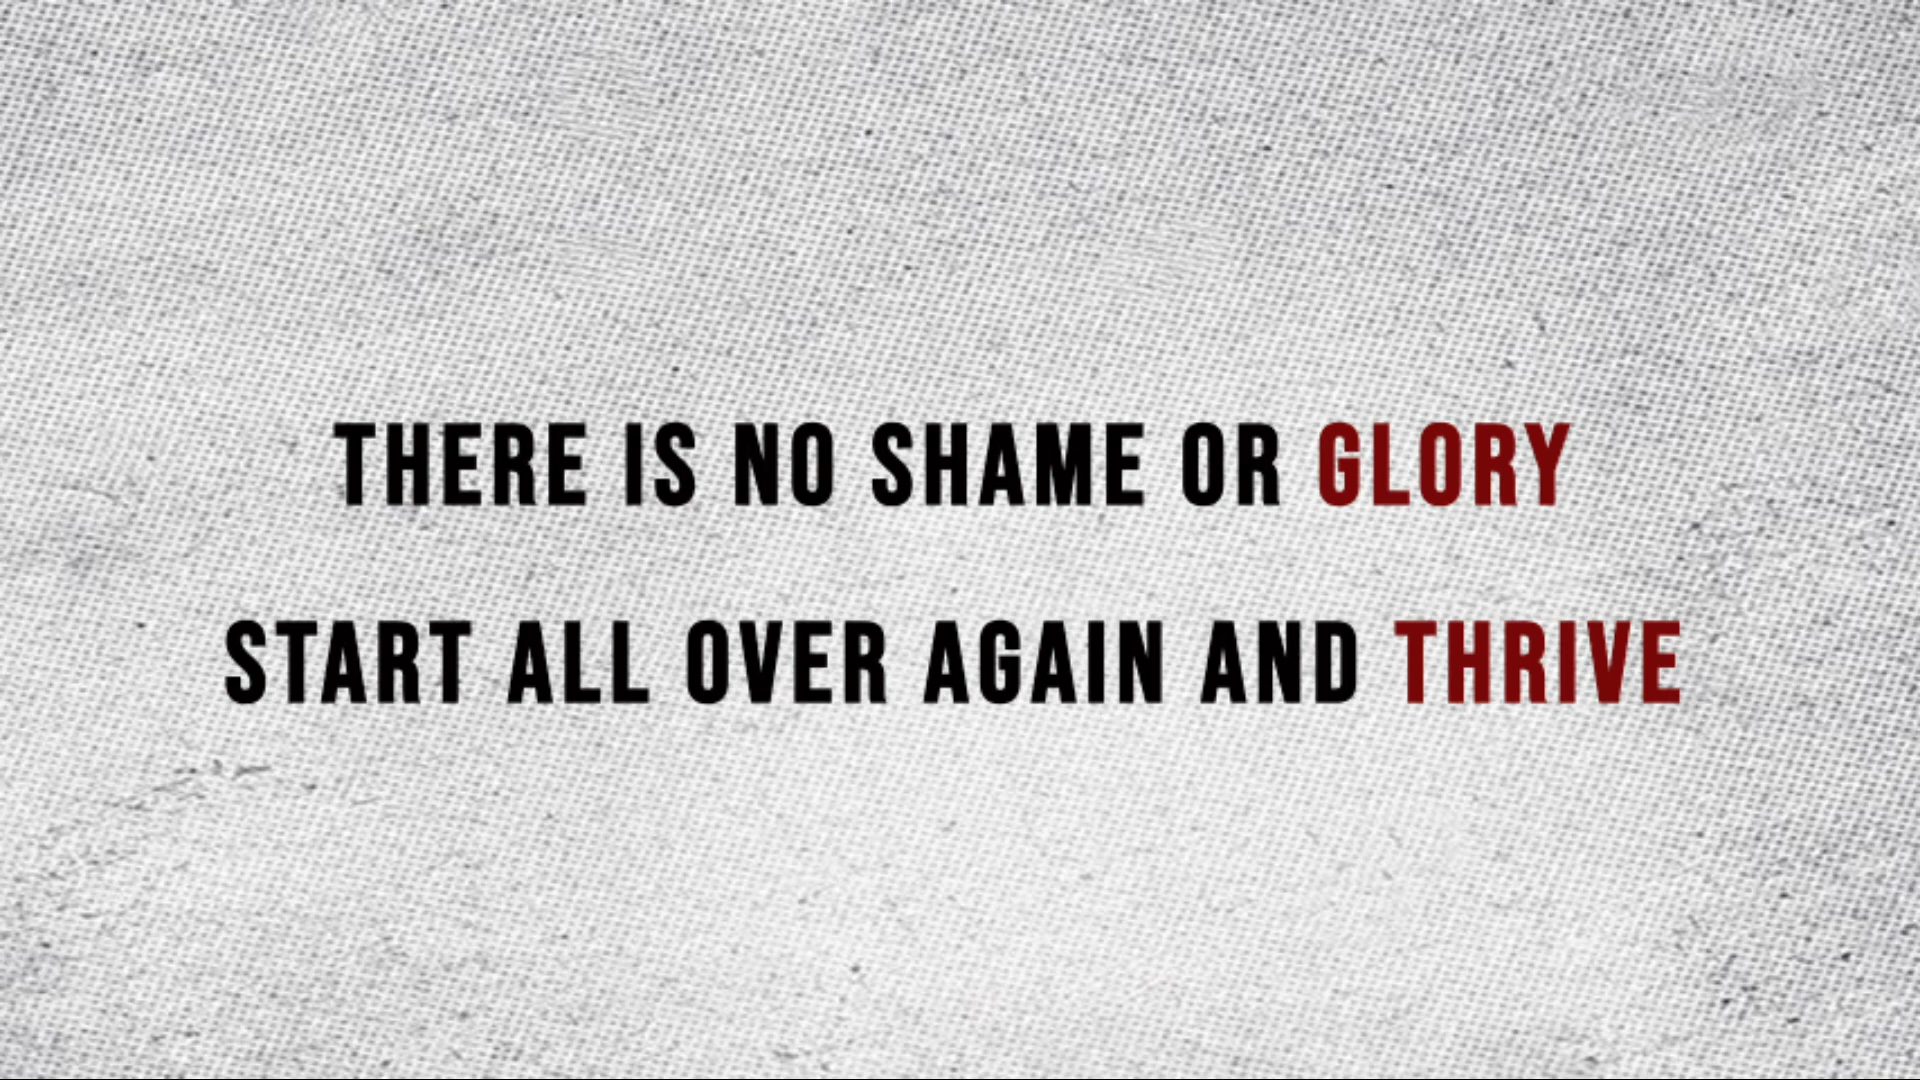 THERE IS NO SHAME OR GLORY
START ALL OVER AGAIN AND THRIVE